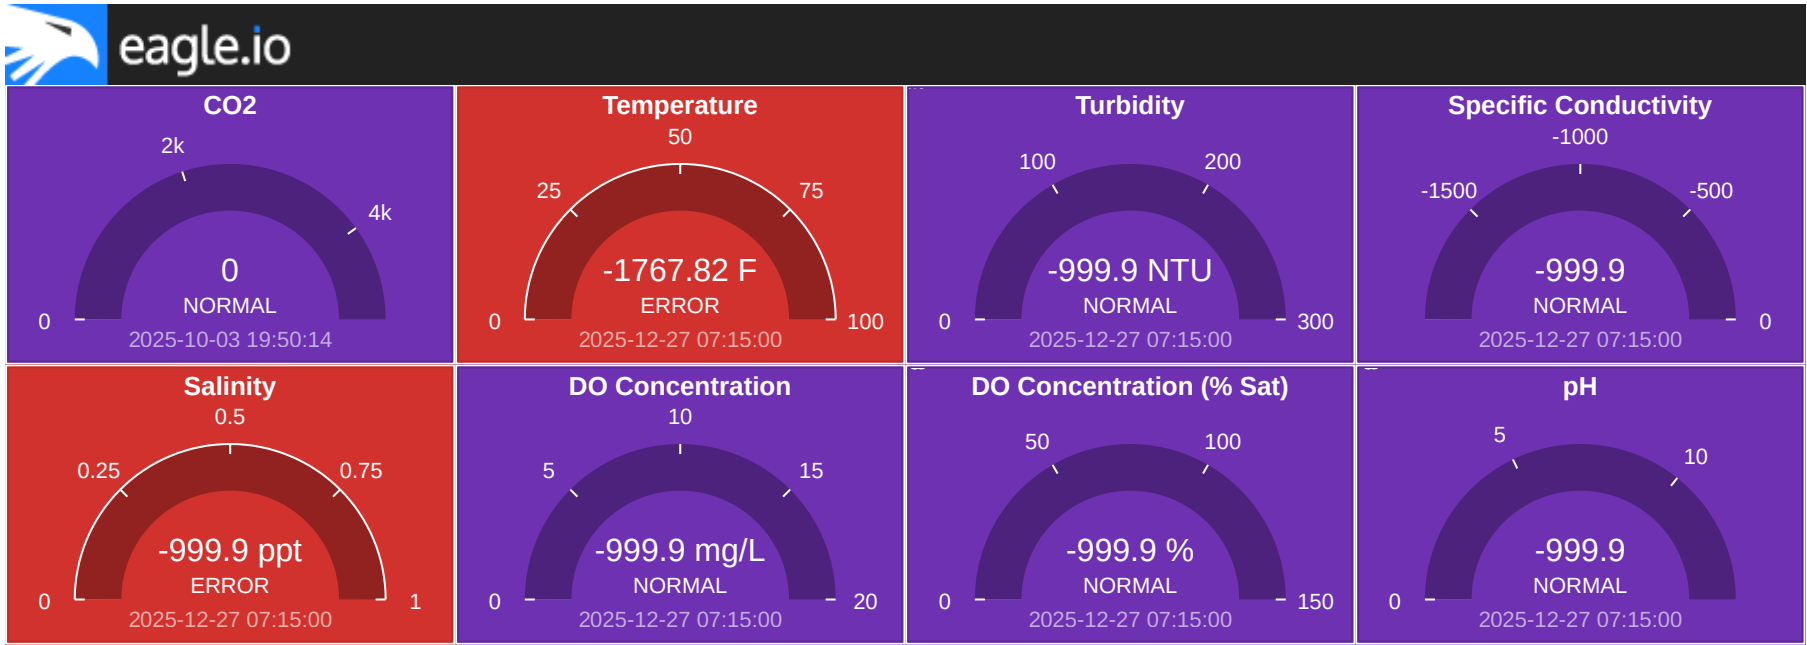 eagle.io
CO2
2k
4k
0
NORMAL
0
2025-10-03 19:50:14
Temperature
50
25
75
-1767.82 F
ERROR
0
100
2025-12-27 07:15:00
Turbidity
100
200
-999.9 NTU
NORMAL
0
300
2025-12-27 07:15:00
Specific Conductivity
-1000
-1500
-500
-999.9
NORMAL
0
2025-12-27 07:15:00
Salinity
0.5
0.25
0.75
-999.9 ppt
ERROR
0
1
2025-12-27 07:15:00
DO Concentration
10
5
15
-999.9 mg/L
NORMAL
0
20
2025-12-27 07:15:00
DO Concentration (% Sat)
50
100
-999.9 %
NORMAL
0
150
2025-12-27 07:15:00
pH
5
10
-999.9
NORMAL
0
2025-12-27 07:15:00